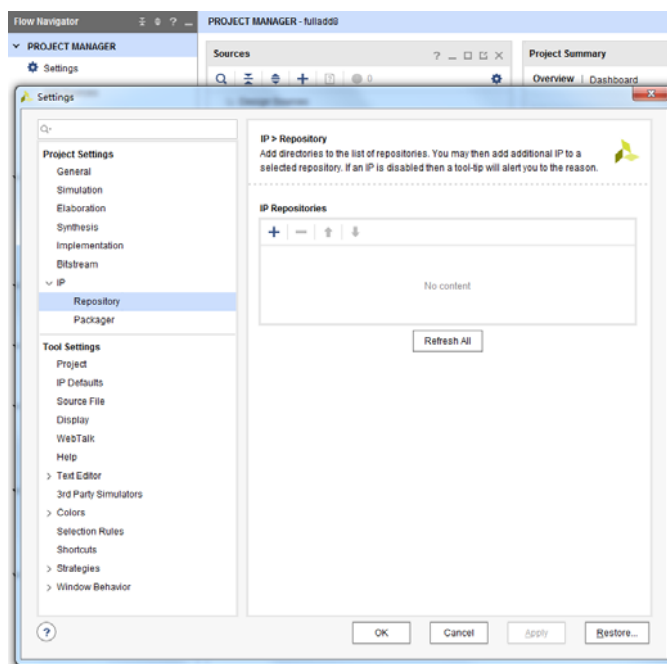 Flow Navigator
? _
PROJECT MANAGER - fulladd8
PROJECT MANAGER
Settings
Sources
? _
Project Summary
0
Overview | Dashboard
Design Sources
Settings
Q-
Project Settings
General
Simulation
Elaboration
Synthesis
Implementation
Bitstream
IP
Repository
Packager
Tool Settings
Project
IP Defaults
Source File
Display
WebTalk
Help
Text Editor
3rd Party Simulators
Colors
Selection Rules
Shortcuts
Strategies
Window Behavior
IP > Repository
Add directories to the list of repositories. You may then add additional IP to a
selected repository. If an IP is disabled then a tool-tip will alert you to the reason.
IP Repositories
No content
Refresh All
?
OK
Cancel
Apply
Restore...